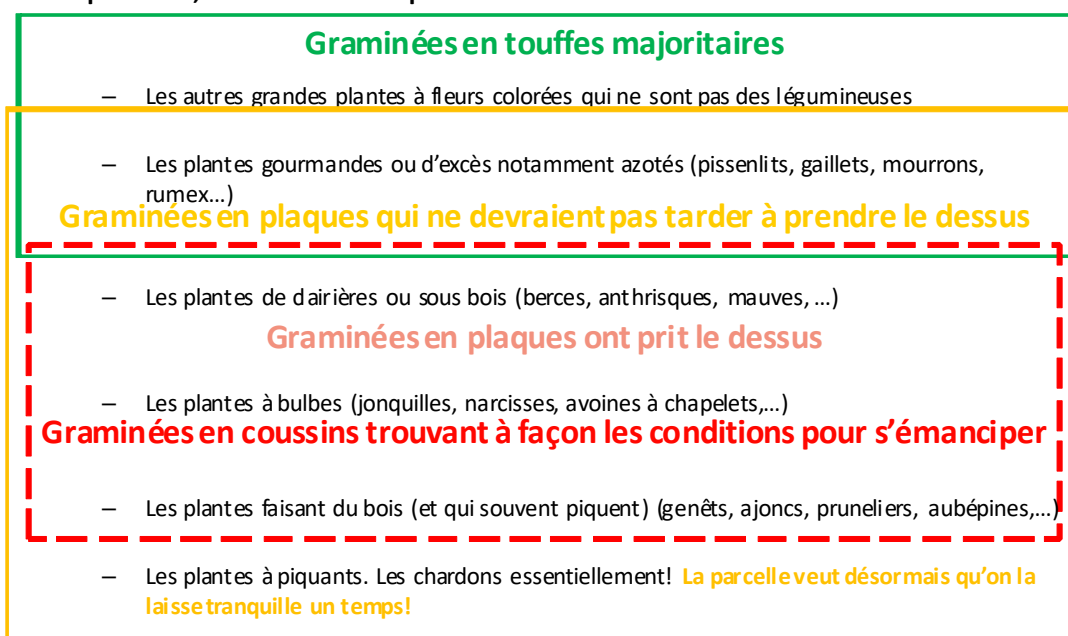 Graminées en touffes majoritaires
– Les autres grandes plantes à fleurs colorées qui ne sont pas des légumineuses
– Les plantes gourmandes ou d'excès notamment azotés (pissenlits, gaillets, mourrons,
rumex…)
Graminées en plaques qui ne devraient pas tarder à prendre le dessus
– Les plantes de clairières ou sous bois (berces, anthrisques, mauves, …)
Graminées en plaques ont prit le dessus
– Les plantes à bulbes (jonquilles, narcisses, avoines à chapelets,…)
Graminées en coussins trouvant à façon les conditions pour s'émanciper
– Les plantes faisant du bois (et qui souvent piquent) (genêts, ajoncs, pruneliers, aubépines,…)
– Les plantes à piquants. Les chardons essentiellement! La parcelle veut désormais qu'on la
laisse tranquille un temps!